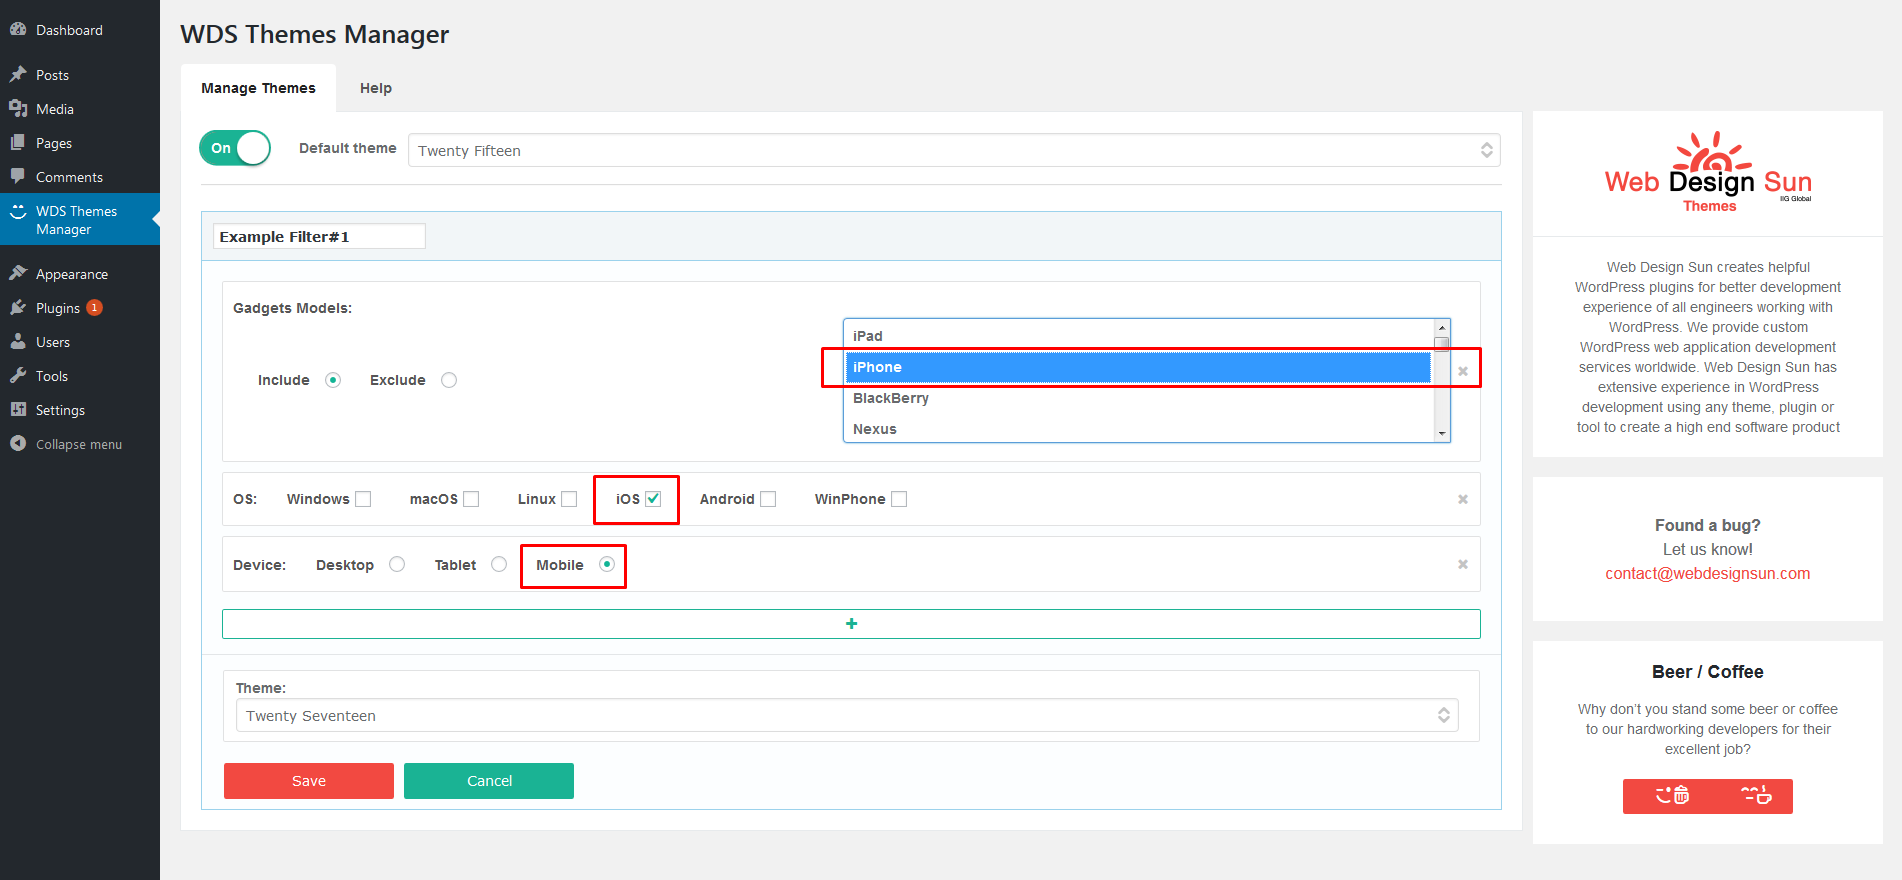 Dashboard
Posts
Media
Pages
Comments
WDS Themes
Manager
Appearance
Plugins 1
Users
Tools
Settings
Collapse menu
WDS Themes Manager
Manage Themes Help
On Default theme Twenty Fifteen
Example Filter#1
Gadgets Models:
Include Exclude
iPad
iPhone
BlackBerry
Nexus
OS: Windows macOS Linux iOS Android WinPhone
Device: Desktop Tablet Mobile
+
Theme:
Twenty Seventeen
Save Cancel
Web Design Sun
IIG Global
Themes
Web Design Sun creates helpful
WordPress plugins for better development
experience of all engineers working with
WordPress. We provide custom
WordPress web application development
services worldwide. Web Design Sun has
extensive experience in WordPress
development using any theme, plugin or
tool to create a high end software product
Found a bug?
Let us know!
contact@webdesignsun.com
Beer / Coffee
Why don't you stand some beer or coffee
to our hardworking developers for their
excellent job?